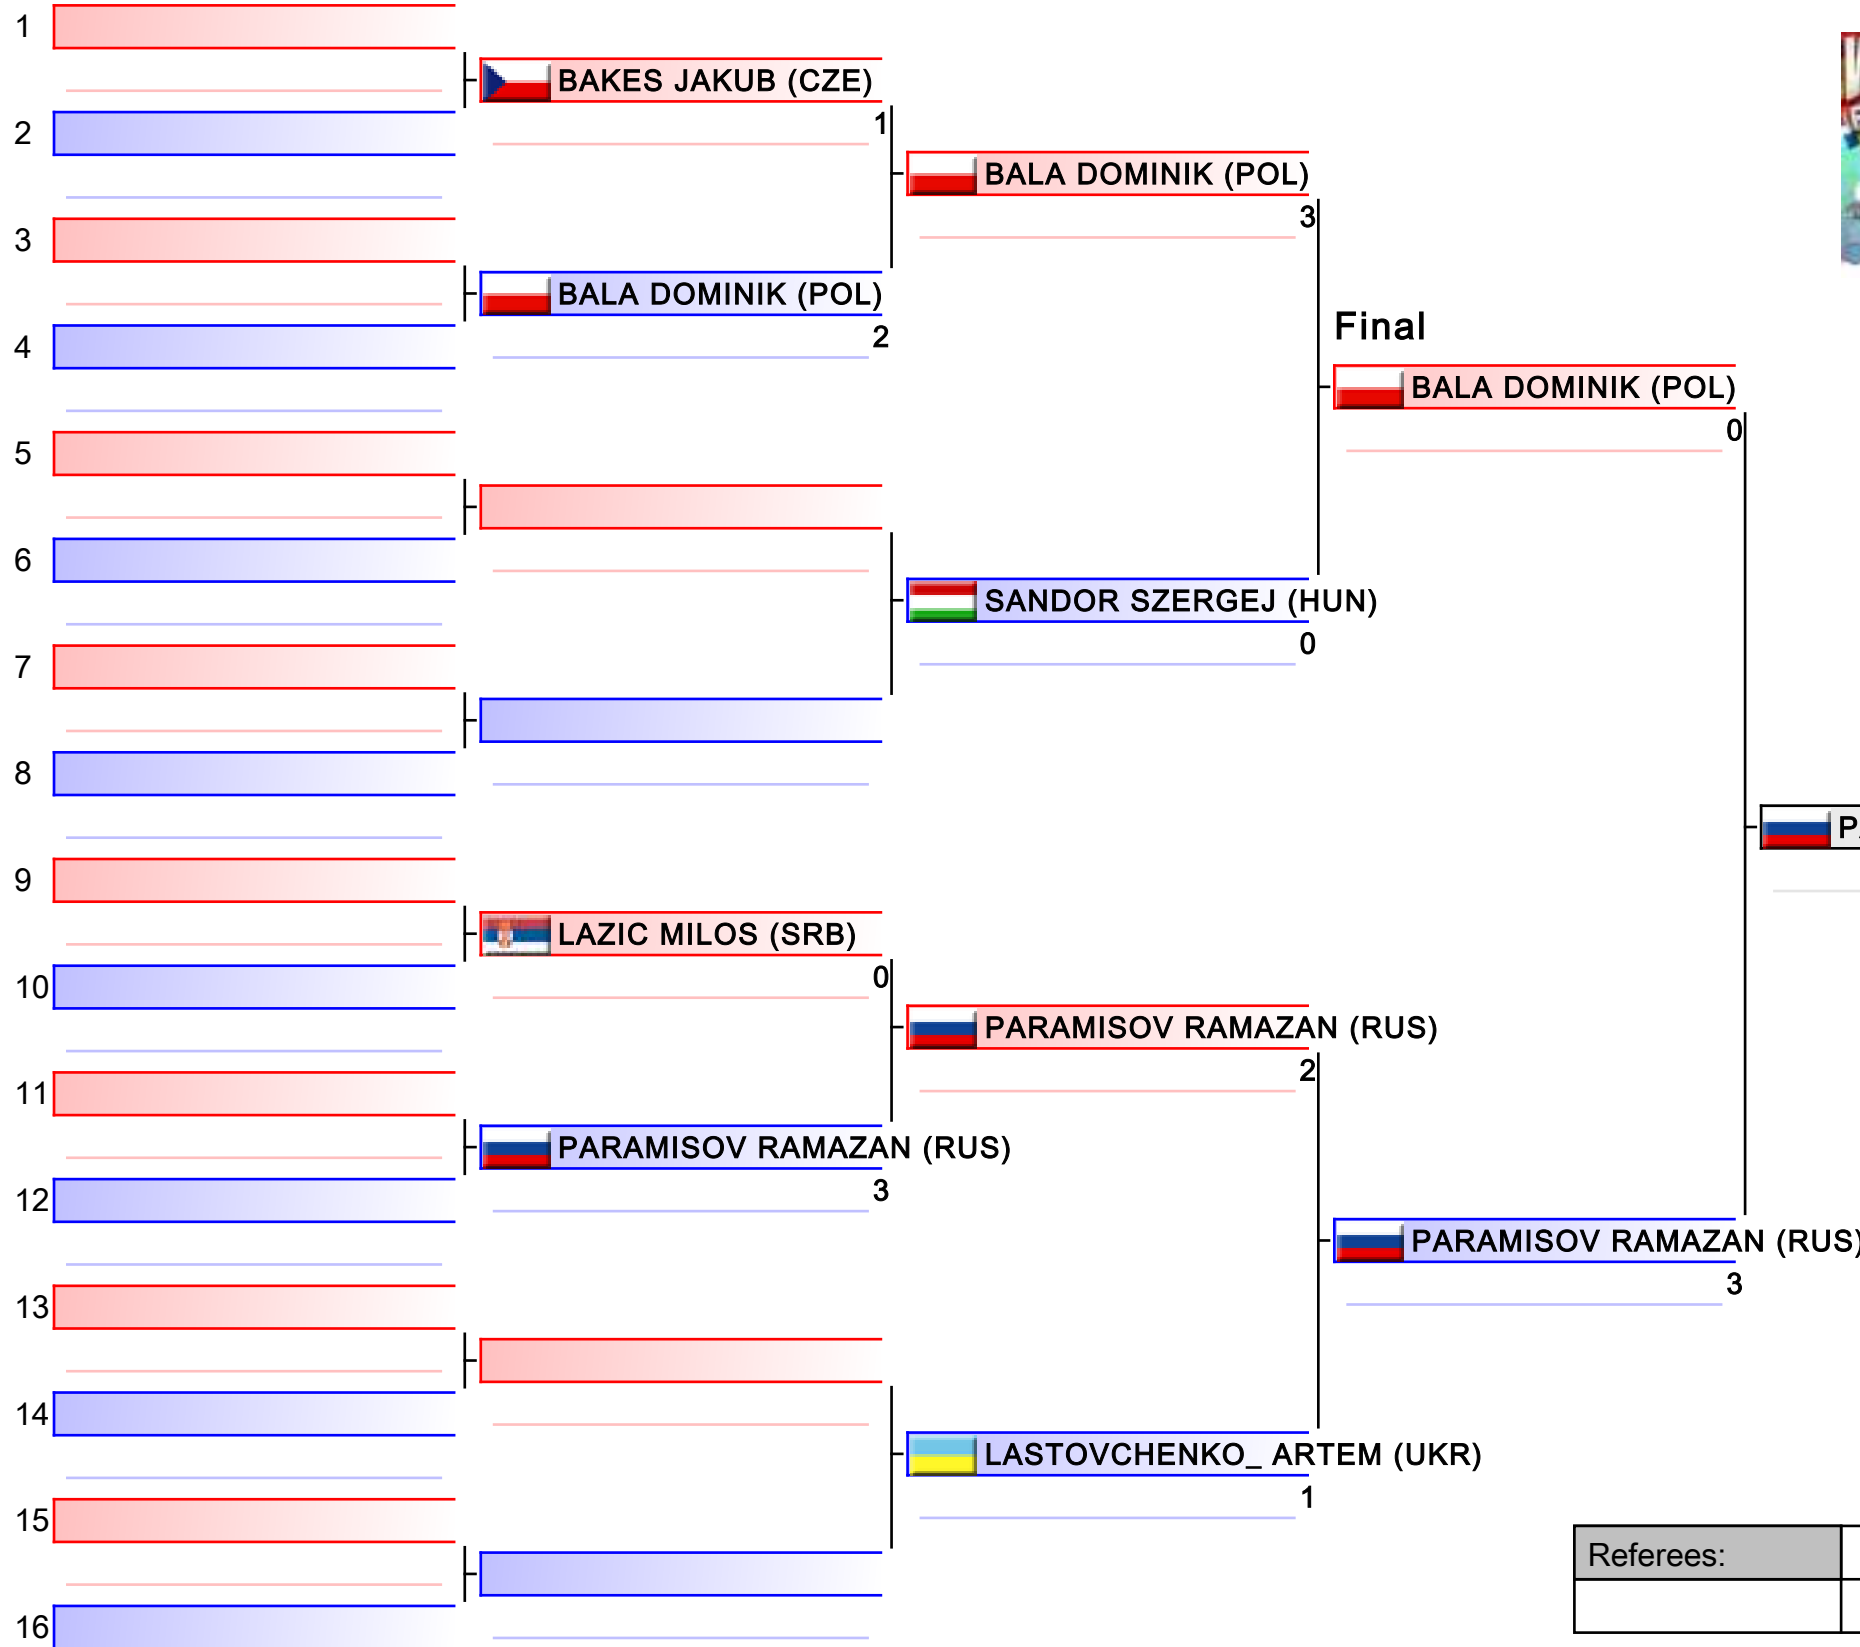 1
BAKES JAKUB (CZE)
1
2
BALA DOMINIK (POL)
3
3
BALA DOMINIK (POL)
2
4
Final
BALA DOMINIK (POL)
0
5
6
SANDOR SZERGEJ (HUN)
0
7
8
9
LAZIC MILOS (SRB)
0
10
PARAMISOV RAMAZAN (RUS)
2
11
PARAMISOV RAMAZAN (RUS)
3
12
PARAMISOV RAMAZAN (RUS)
3
13
14
LASTOVCHENKO_ ARTEM (UKR)
1
15
Referees:
16